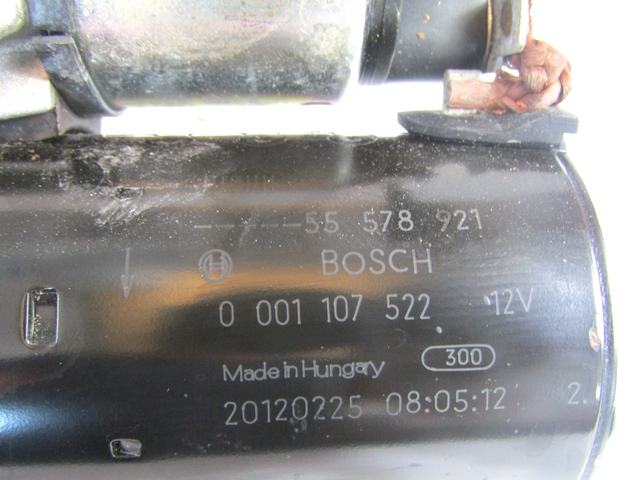 ------55 578 921
BOSCH
0 001 107 522 12V
Made in Hungary 300
20120225 08:05:12 2.